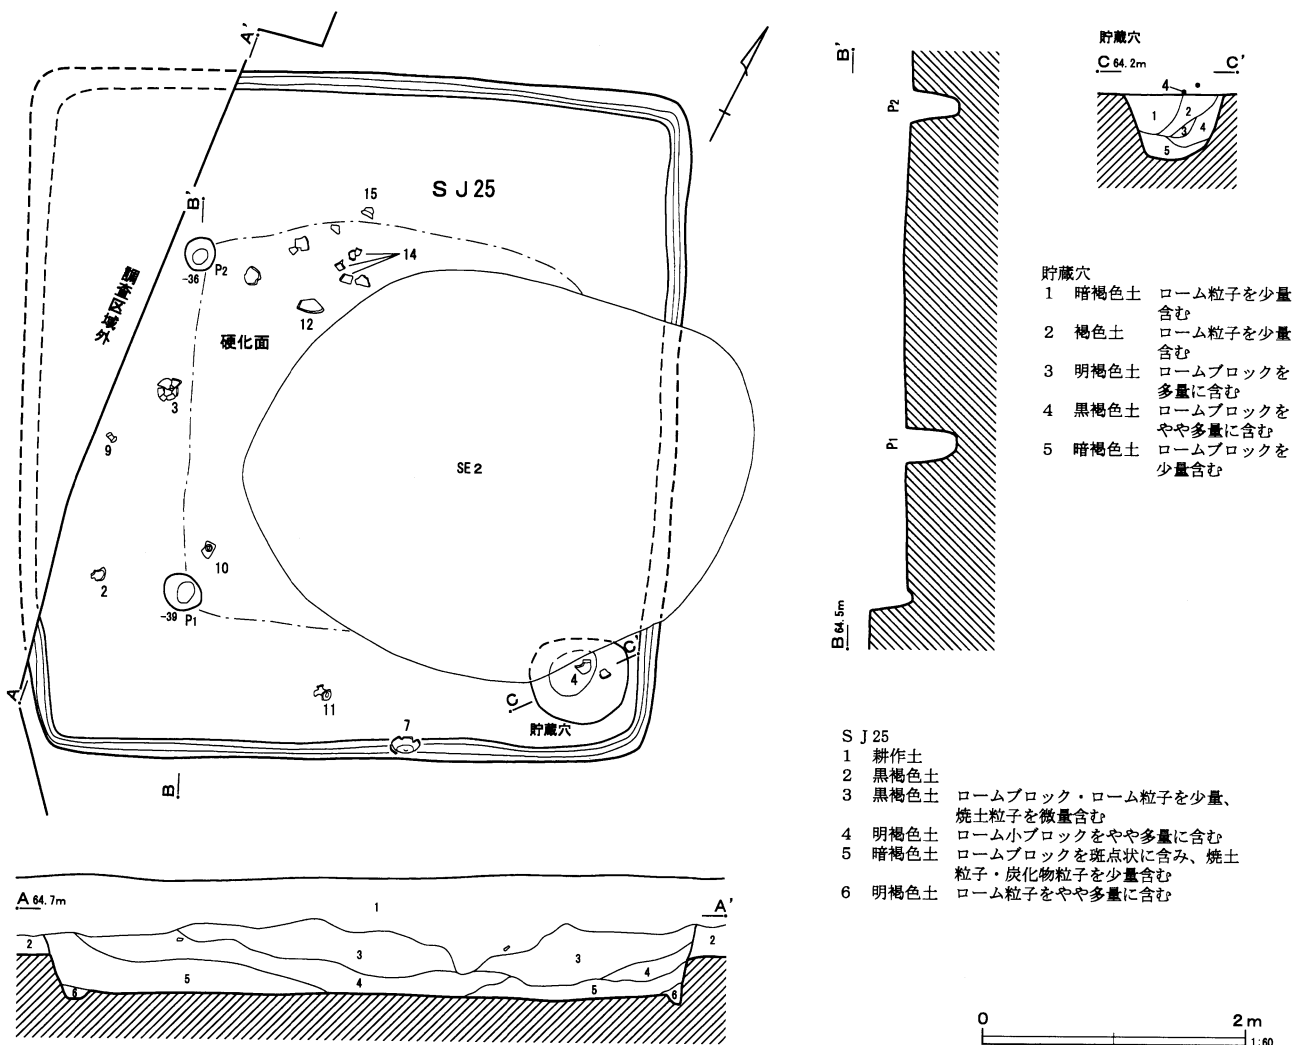 A'
S J 25
15
B'
14
-36
P2
12
調査区域外
硬化面
3
9
SE 2
10
2
-39
P1
C'
4
C
11
7
貯蔵穴
A
B
B'
P2
P1
B 64.5m
貯蔵穴
C 64.2m
C'
4
1
2
3
4
5
貯蔵穴
1 暗褐色土 ローム粒子を少量
含む
2 褐色土 ローム粒子を少量
含む
3 明褐色土 ロームブロックを
多量に含む
4 黒褐色土 ロームブロックを
やや多量に含む
5 暗褐色土 ロームブロックを
少量含む
S J 25
1 耕作土
2 黒褐色土
3 黒褐色土 ロームブロック・ローム粒子を少量、
焼土粒子を微量含む
4 明褐色土 ローム小ブロックをやや多量に含む
5 暗褐色土 ロームブロックを斑点状に含み、焼土
粒子・炭化物粒子を少量含む
6 明褐色土 ローム粒子をやや多量に含む
A 64.7m
A'
1
2
2
3
3
4
4
5
5
6
6
0
2 m
1:60